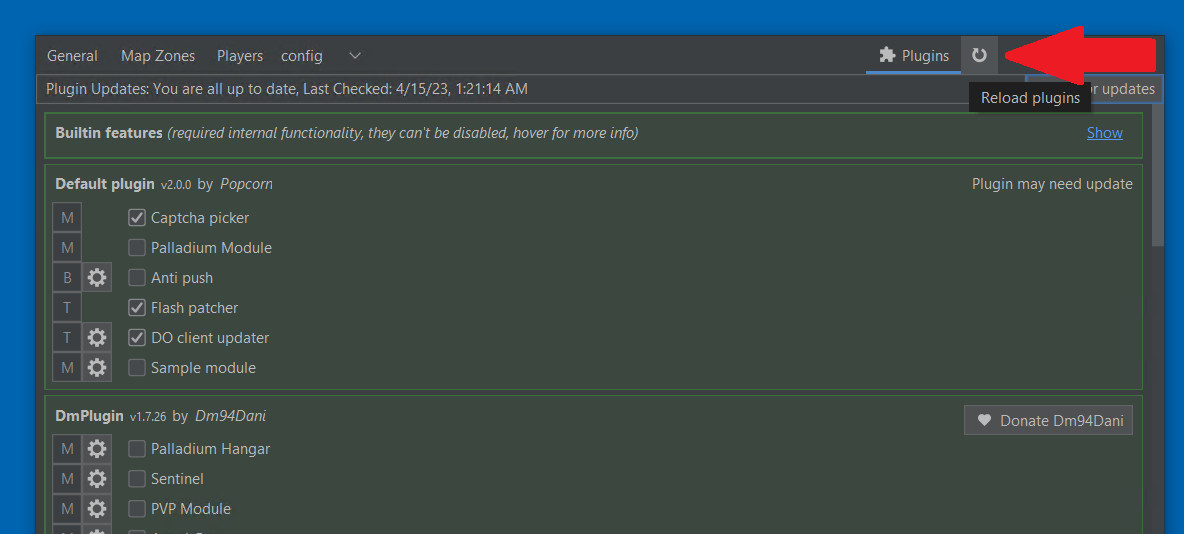 General Map Zones Players config Plugins
Plugin Updates: You are all up to date, Last Checked: 4/15/23, 1:21:14 AM updates
Reload plugins
Builtin features (required internal functionality, they can't be disabled, hover for more info) Show
Default plugin v2.0.0 by Popcorn Plugin may need update
M Captcha picker
M Palladium Module
B Anti push
T Flash patcher
T DO client updater
M Sample module
DmPlugin v1.7.26 by Dm94Dani Donate Dm94Dani
M Palladium Hangar
M Sentinel
M PVP Module